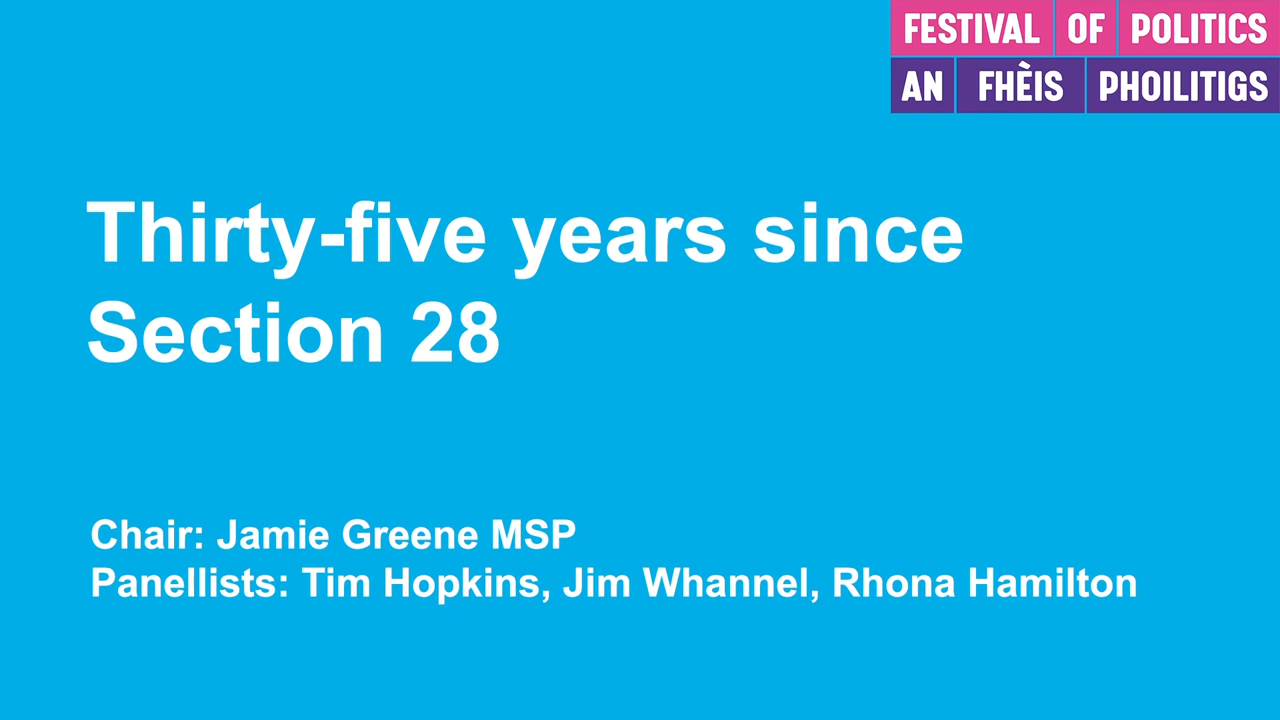 FESTIVAL OF POLITICS
AN FHÈIS PHOILITIGS
Thirty-five years since
Section 28
Chair: Jamie Greene MSP
Panellists: Tim Hopkins, Jim Whannel, Rhona Hamilton